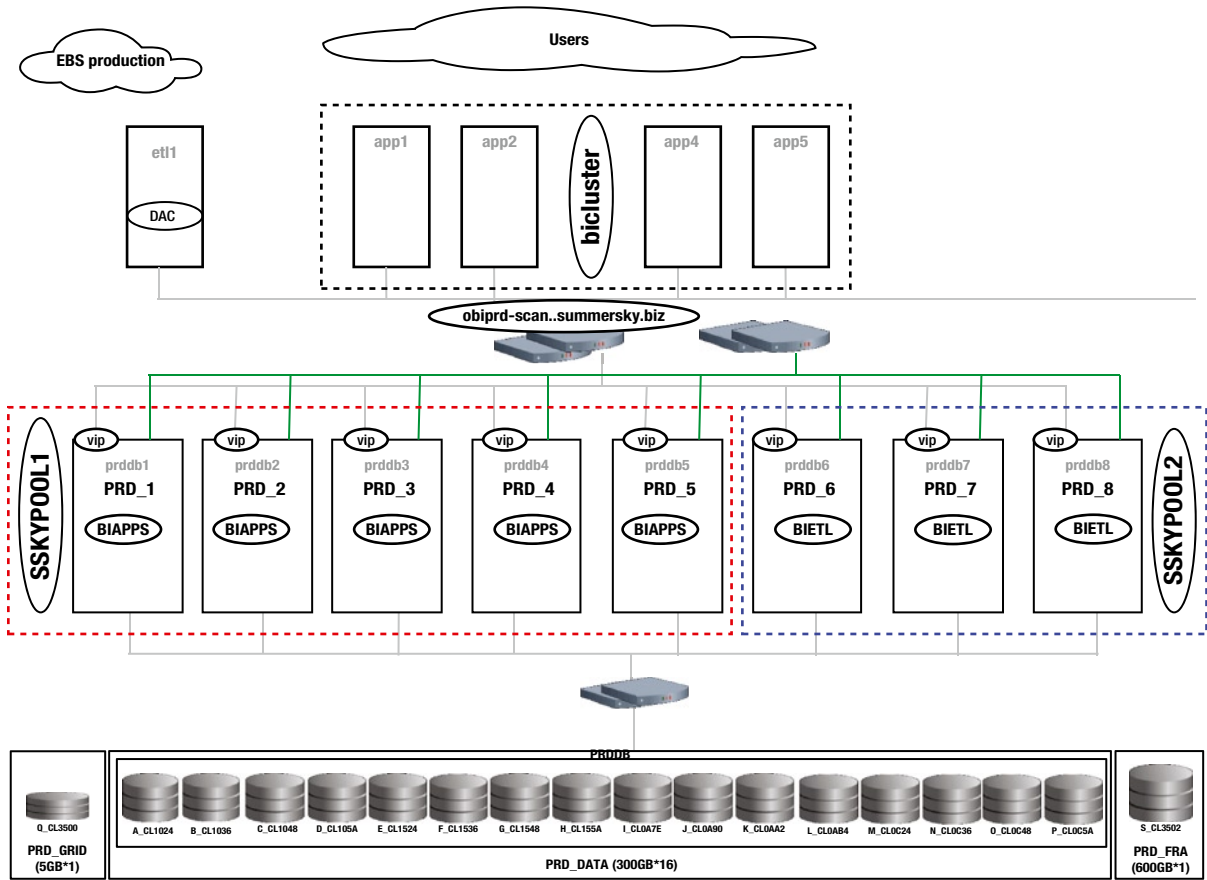 Users
EBS production
etl1
DAC
app1
app2
bicluster
app4
app5
obiprd-scan..summersky.biz
SSKYPOOL1
vip
vip
vip
vip
vip
vip
vip
vip
prddb1
prddb2
prddb3
prddb4
prddb5
prddb6
prddb7
prddb8
PRD_1
PRD_2
PRD_3
PRD_4
PRD_5
PRD_6
PRD_7
PRD_8
BIAPPS
BIAPPS
BIAPPS
BIAPPS
BIAPPS
BIETL
BIETL
BIETL
SSKYPOOL2
PRDDB
Q_CL3500
PRD_GRID
(5GB*1)
A_CL1024
B_CL1036
C_CL1048
D_CL105A
E_CL1524
F_CL1536
G_CL1548
H_CL155A
I_CL0A7E
J_CL0A90
K_CL0AA2
L_CL0AB4
M_CL0C24
N_CL0C36
O_CL0C48
P_CL0C5A
PRD_DATA (300GB*16)
S_CL3502
PRD_FRA
(600GB*1)